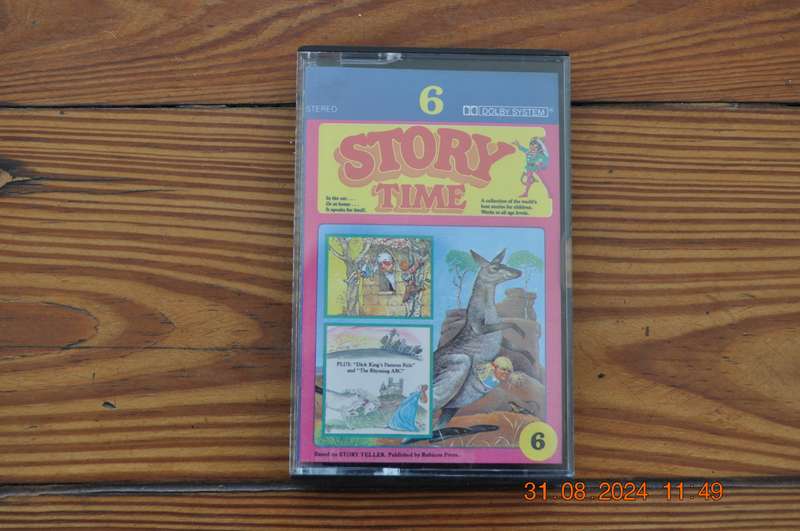 6
STEREO
DOLBY SYSTEM®
STORY
TIME
In the car . . .
Or at home . . .
It speaks for itself.
A collection of the world's
best stories for children.
Works at all age levels.
PLUS: "Dick King's Famous Ride"
and "The Rhyming ABC"
6
Based on STORY TELLER. Published by Rubicon Press.
31.08.2024 11:49